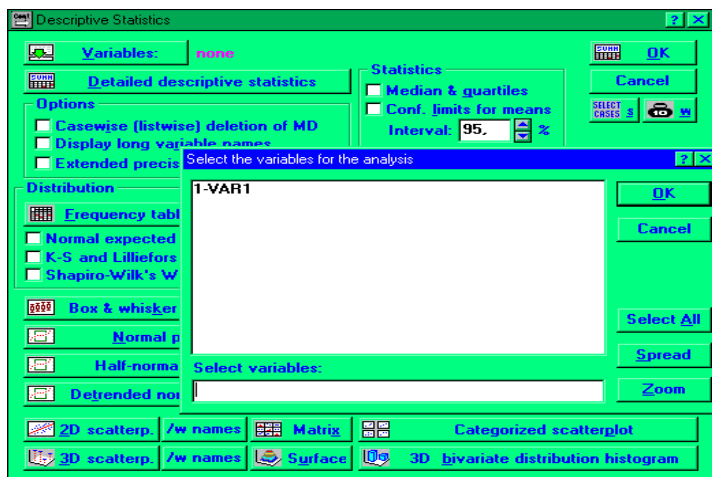 Descriptive Statistics
Variables: none
OK
Detailed descriptive statistics
Cancel
Statistics
Median & quartiles
Conf. limits for means
Interval: 95, %
SELECT CASES S
W
Options
Casewise (listwise) deletion of MD
Display long variable names
Extended precis
Select the variables for the analysis
1-VAR1
OK
Cancel
Select All
Spread
Zoom
Select variables:
Distribution
Frequency tabl
Normal expected
K-S and Lilliefors
Shapiro-Wilk's W
Box & whisker
Normal p
Half-norma
Detrended nor
2D scatterp. /w names Matrix Categorized scatterplot
3D scatterp. /w names Surface 3D bivariate distribution histogram